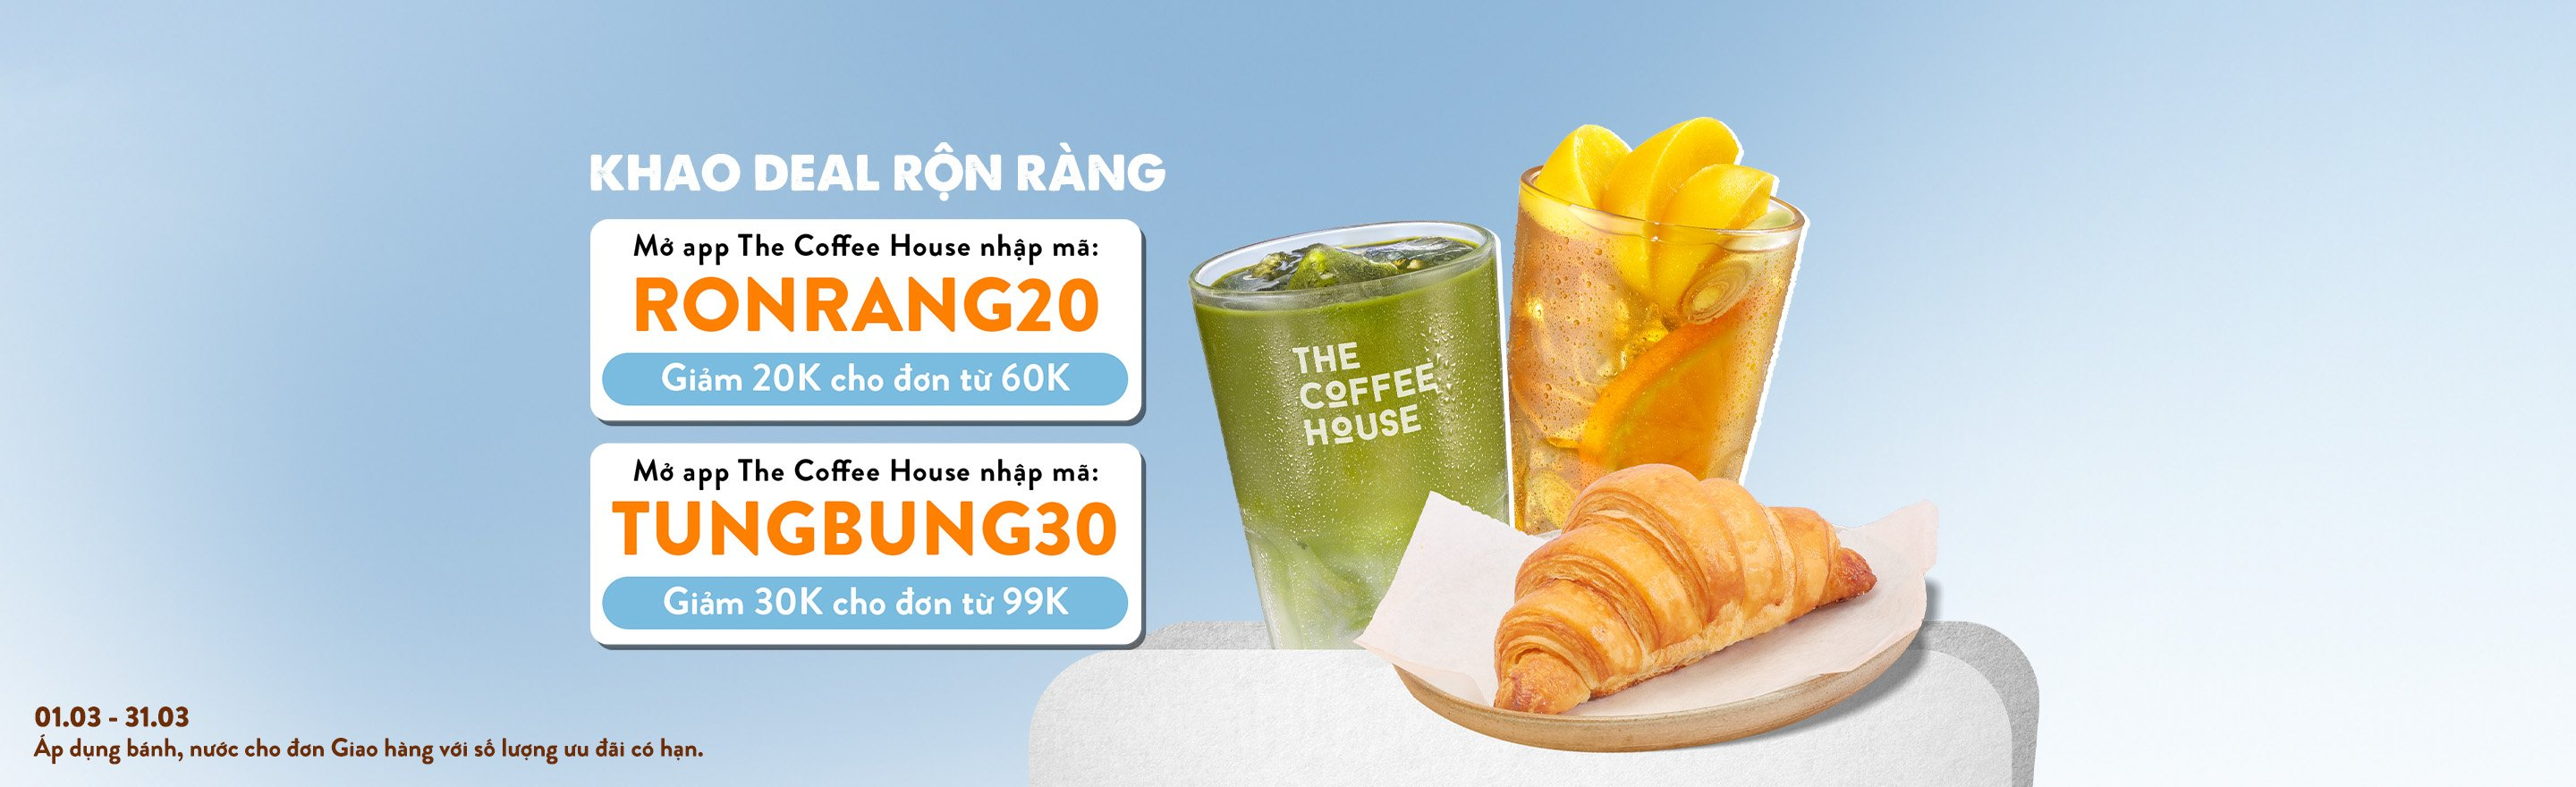 KHAO DEAL RỘN RÀNG
Mở app The Coffee House nhập mã:
RONRANG20
Giảm 20K cho đơn từ 60K
Mở app The Coffee House nhập mã:
TUNGBUNG30
Giảm 30K cho đơn từ 99K
THE
COFFEE
HOUSE
01.03 - 31.03
Áp dụng bánh, nước cho đơn Giao hàng với số lượng ưu đãi có hạn.